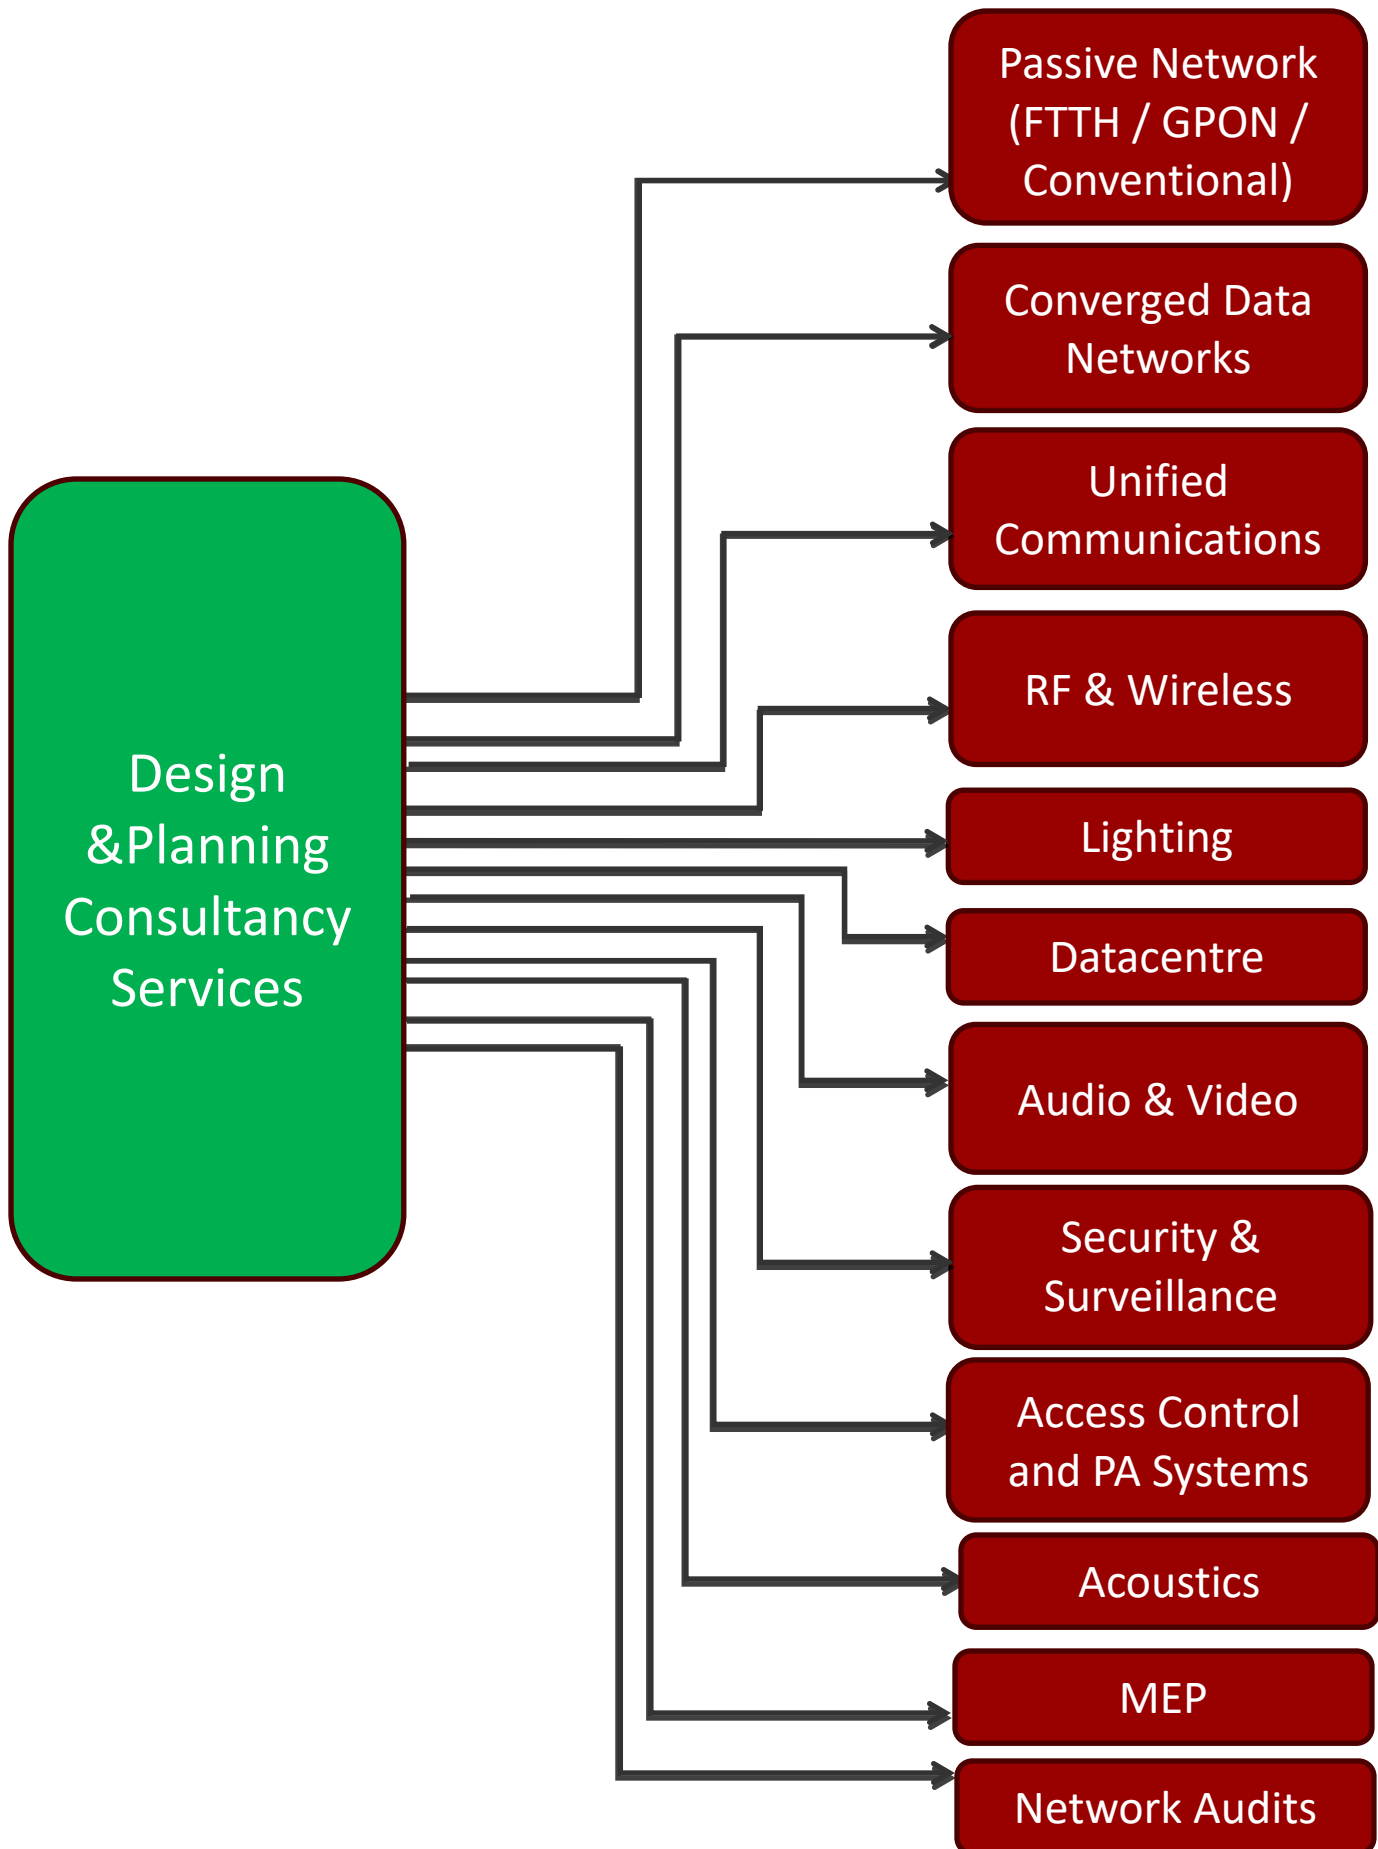 Design
&Planning
Consultancy
Services
Passive Network
(FTTH / GPON /
Conventional)
Converged Data
Networks
Unified
Communications
RF & Wireless
Lighting
Datacentre
Audio & Video
Security &
Surveillance
Access Control
and PA Systems
Acoustics
MEP
Network Audits